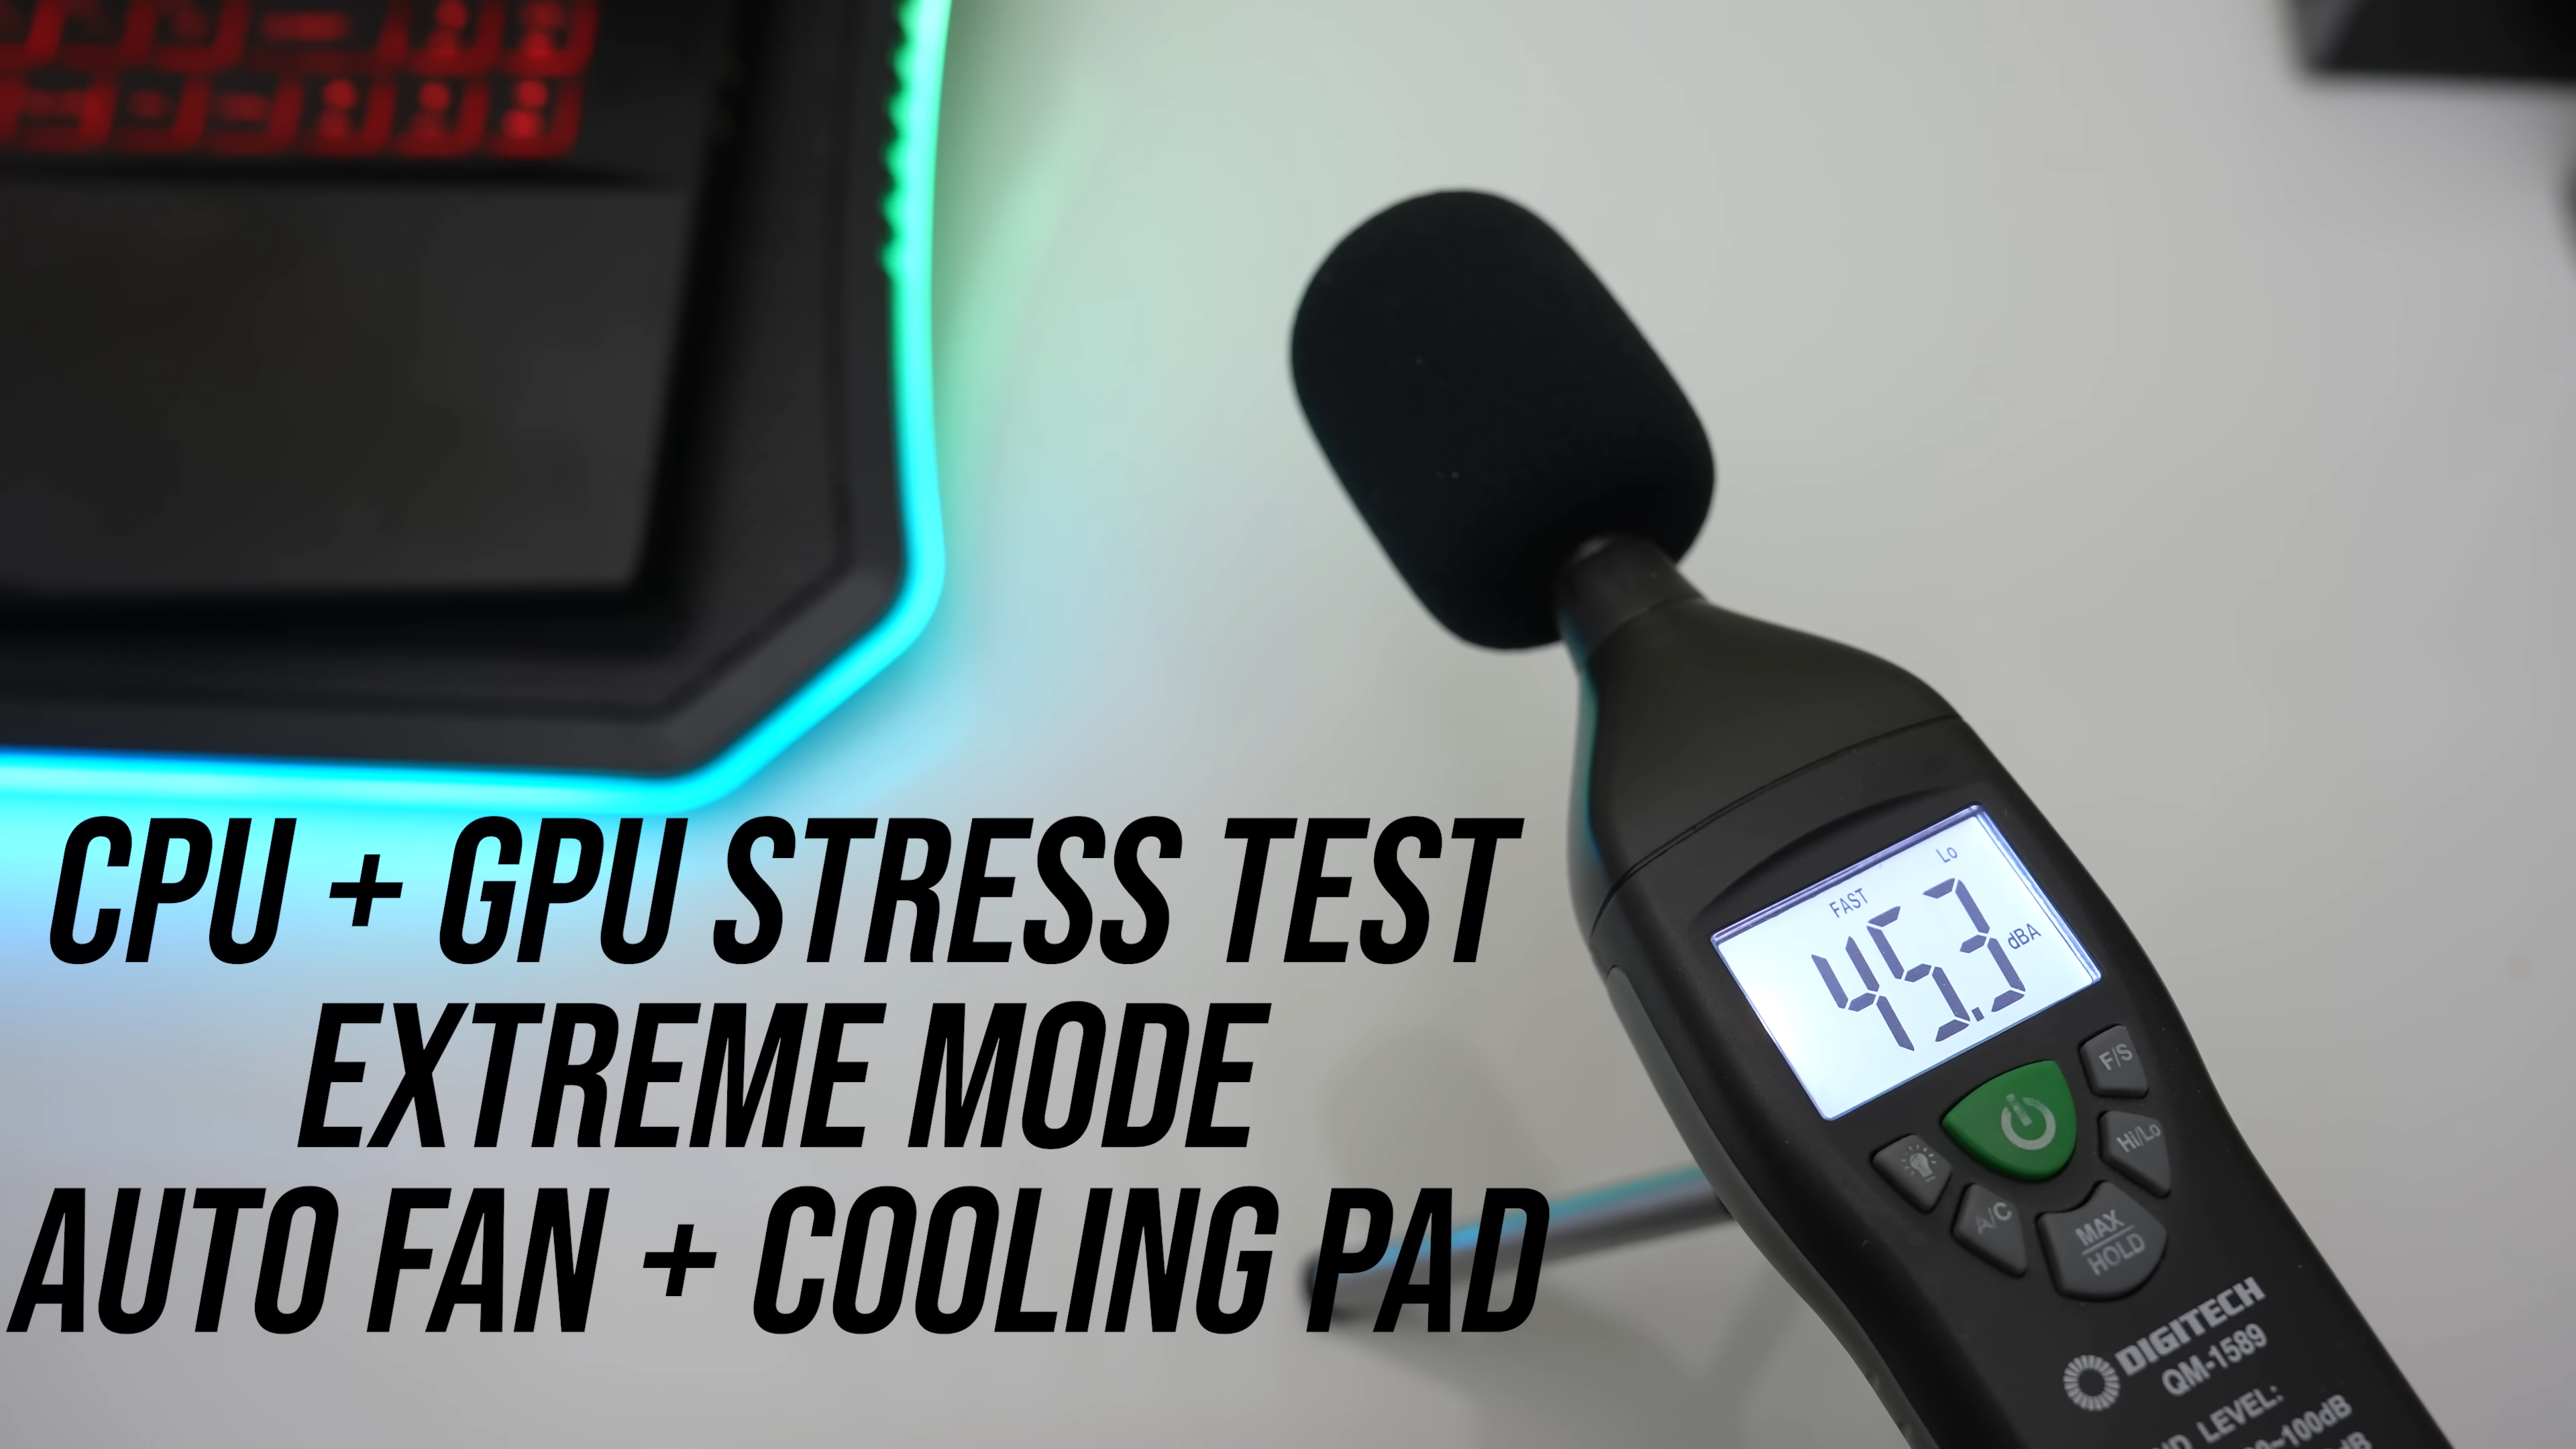 CPU + GPU STRESS TEST
EXTREME MODE
AUTO FAN + COOLING PAD
Lo
FAST
45.3 dBA
F/S
Hi/Lo
A/C
MAX
HOLD
DIGITECH
QM-1589
LEVEL: